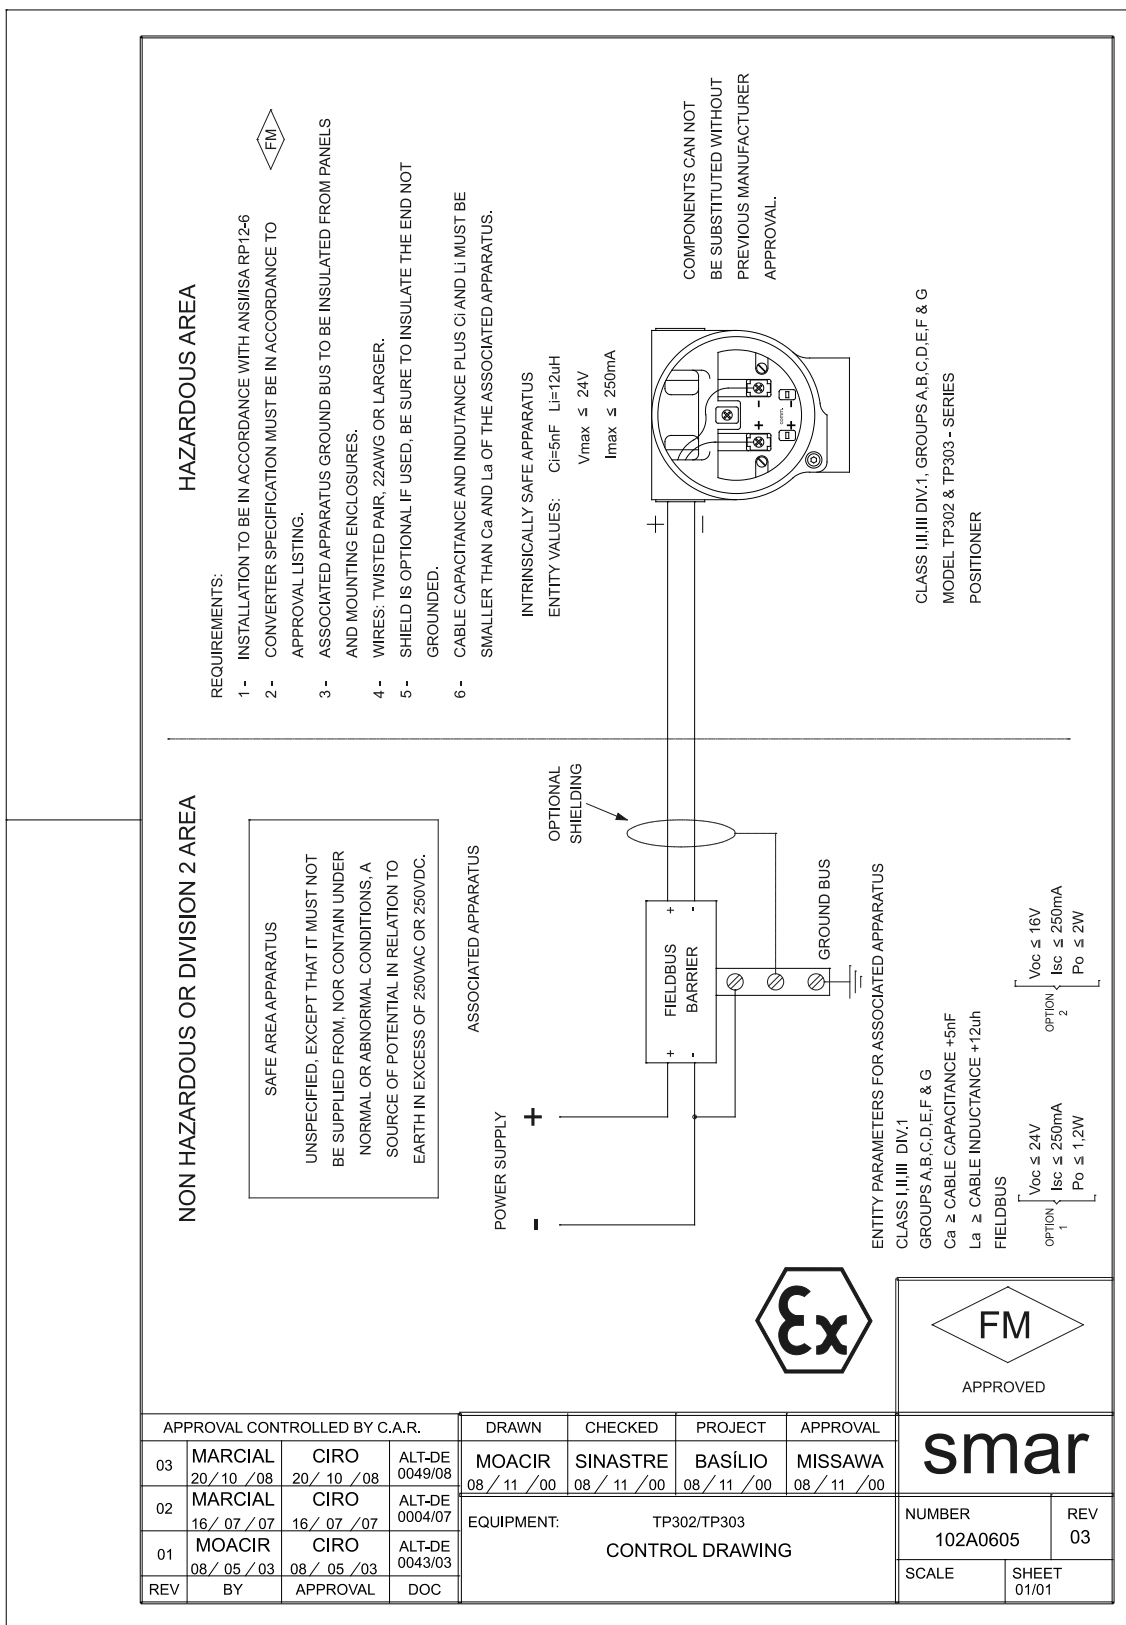 HAZARDOUS AREA
REQUIREMENTS:
1 - INSTALLATION TO BE IN ACCORDANCE WITH ANSI/ISA RP12-6
2 - CONVERTER SPECIFICATION MUST BE IN ACCORDANCE TO
APPROVAL LISTING.
FM
3 - ASSOCIATED APPARATUS GROUND BUS TO BE INSULATED FROM PANELS
AND MOUNTING ENCLOSURES.
4 - WIRES: TWISTED PAIR, 22AWG OR LARGER.
5 - SHIELD IS OPTIONAL IF USED, BE SURE TO INSULATE THE END NOT
GROUNDED.
6 - CABLE CAPACITANCE AND INDUTANCE PLUS Ci AND Li MUST BE
SMALLER THAN Ca AND La OF THE ASSOCIATED APPARATUS.
INTRINSICALLY SAFE APPARATUS
ENTITY VALUES: Ci=5nF Li=12uH
Vmax ≤ 24V
Imax ≤ 250mA
COMPONENTS CAN NOT
BE SUBSTITUTED WITHOUT
PREVIOUS MANUFACTURER
APPROVAL.
+
-
+ -
comm.
+ -
CLASS I,II,III DIV.1, GROUPS A,B,C,D,E,F & G
MODEL TP302 & TP303 - SERIES
POSITIONER
NON HAZARDOUS OR DIVISION 2 AREA
SAFE AREA APPARATUS
UNSPECIFIED, EXCEPT THAT IT MUST NOT
BE SUPPLIED FROM, NOR CONTAIN UNDER
NORMAL OR ABNORMAL CONDITIONS, A
SOURCE OF POTENTIAL IN RELATION TO
EARTH IN EXCESS OF 250VAC OR 250VDC.
ASSOCIATED APPARATUS
OPTIONAL
SHIELDING
POWER SUPPLY
- +
+ +
FIELDBUS
BARRIER
- -
GROUND BUS
ENTITY PARAMETERS FOR ASSOCIATED APPARATUS
CLASS I,II,III DIV.1
GROUPS A,B,C,D,E,F & G
Ca ≥ CABLE CAPACITANCE +5nF
La ≥ CABLE INDUCTANCE +12uh
FIELDBUS
OPTION
1
Voc ≤ 24V
Isc ≤ 250mA
Po ≤ 1,2W
OPTION
2
Voc ≤ 16V
Isc ≤ 250mA
Po ≤ 2W
Ex
FM
APPROVED
APPROVAL CONTROLLED BY C.A.R.
03 MARCIAL 20/ 10 /08 CIRO 20/ 10 /08 ALT-DE 0049/08
02 MARCIAL 16/ 07 /07 CIRO 16/ 07 /07 ALT-DE 0004/07
01 MOACIR 08/ 05 /03 CIRO 08/ 05 /03 ALT-DE 0043/03
REV BY APPROVAL DOC
DRAWN CHECKED PROJECT APPROVAL
MOACIR SINASTRE BASÍLIO MISSAWA
08/ 11 /00 08/ 11 /00 08/ 11 /00 08/ 11 /00
EQUIPMENT: TP302/TP303
CONTROL DRAWING
smar
NUMBER
102A0605
REV
03
SCALE
SHEET
01/01